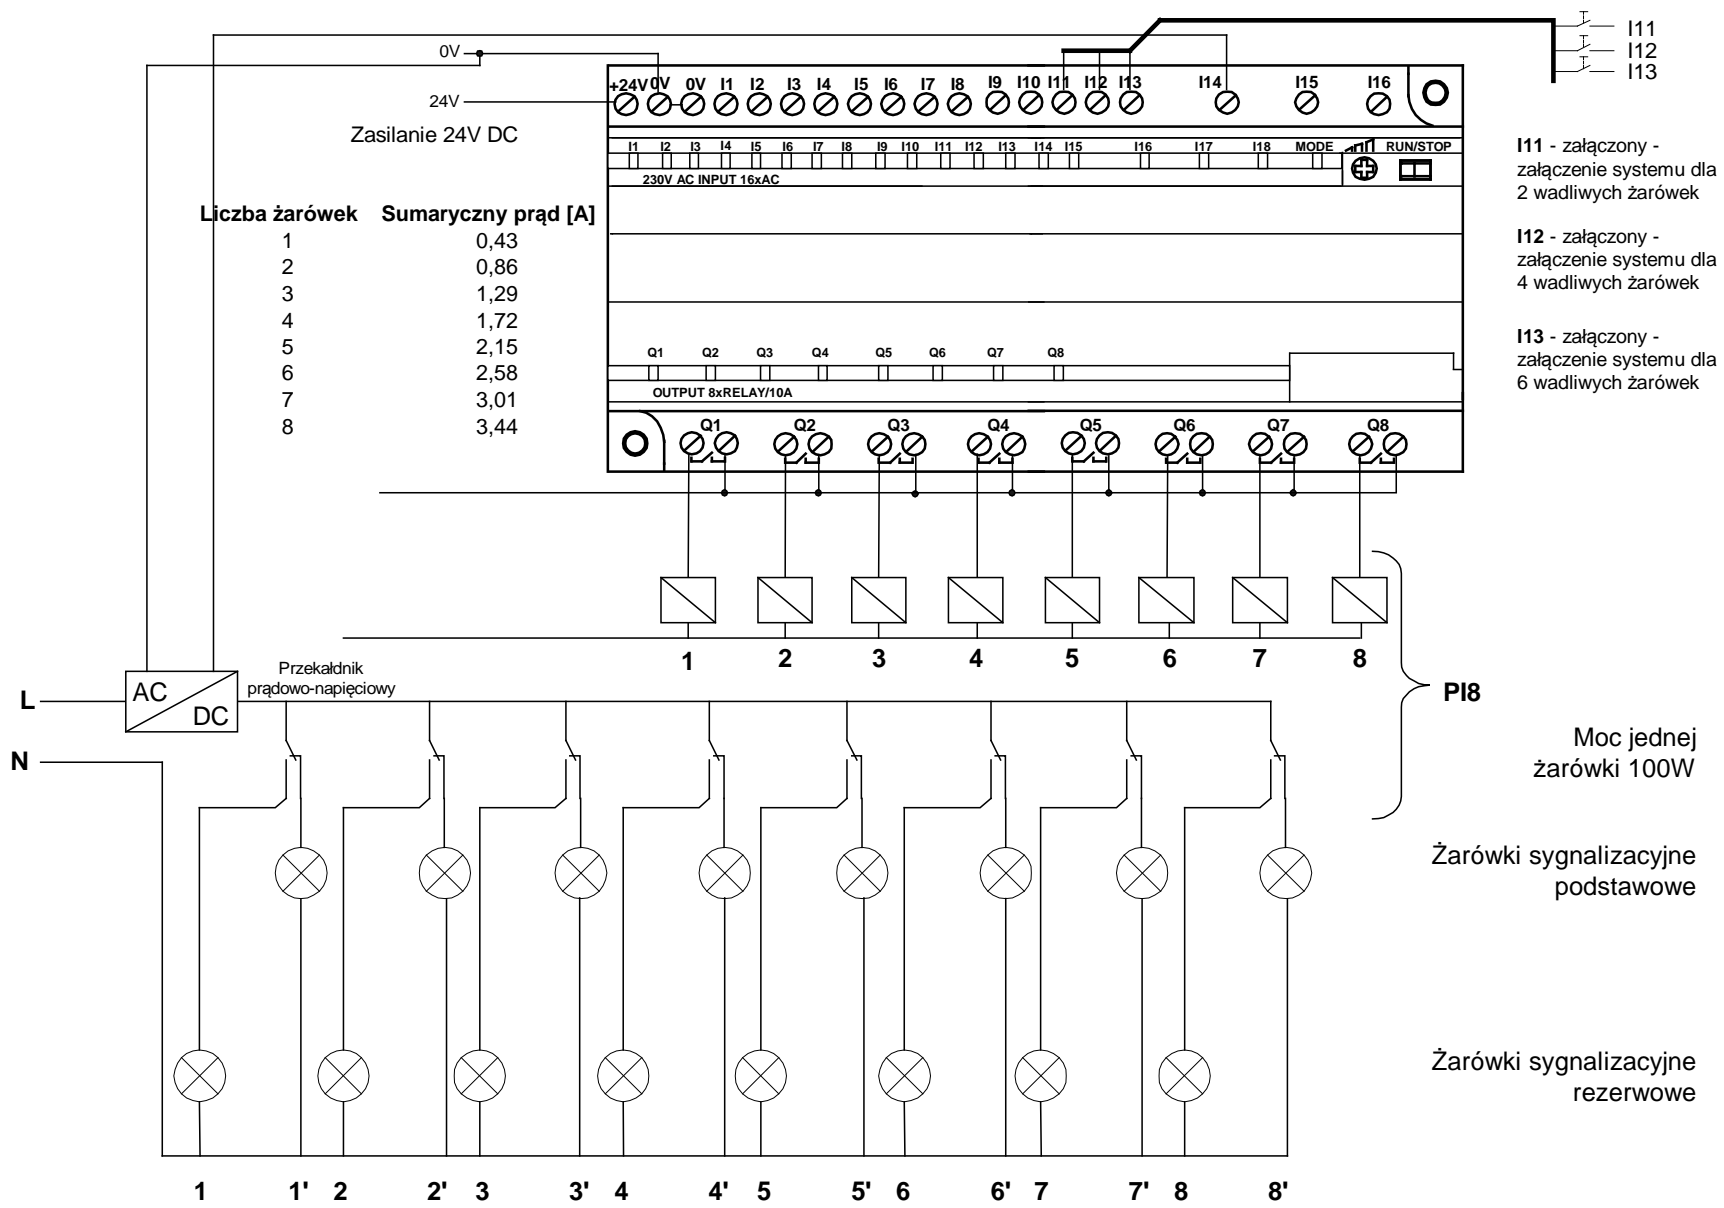 I11
I12
I13
0V
24V
Zasilanie 24V DC
+24V 0V 0V I1 I2 I3 I4 I5 I6 I7 I8 I9 I10 I11 I12 I13 I14 I15 I16
I1 I2 I3 I4 I5 I6 I7 I8 I9 I10 I11 I12 I13 I14 I15 I16 I17 I18 MODE RUN/STOP
230V AC INPUT 16xAC
I11 - załączony -
załączenie systemu dla
2 wadliwych żarówek
I12 - załączony -
załączenie systemu dla
4 wadliwych żarówek
I13 - załączony -
załączenie systemu dla
6 wadliwych żarówek
Liczba żarówek Sumaryczny prąd [A]
1 0,43
2 0,86
3 1,29
4 1,72
5 2,15
6 2,58
7 3,01
8 3,44
Q1 Q2 Q3 Q4 Q5 Q6 Q7 Q8
OUTPUT 8xRELAY/10A
Q1 Q2 Q3 Q4 Q5 Q6 Q7 Q8
1 2 3 4 5 6 7 8
PI8
Przekałdnik
prądowo-napięciowy
L
AC
DC
N
Moc jednej
żarówki 100W
Żarówki sygnalizacyjne
podstawowe
Żarówki sygnalizacyjne
rezerwowe
1 1' 2 2' 3 3' 4 4' 5 5' 6 6' 7 7' 8 8'